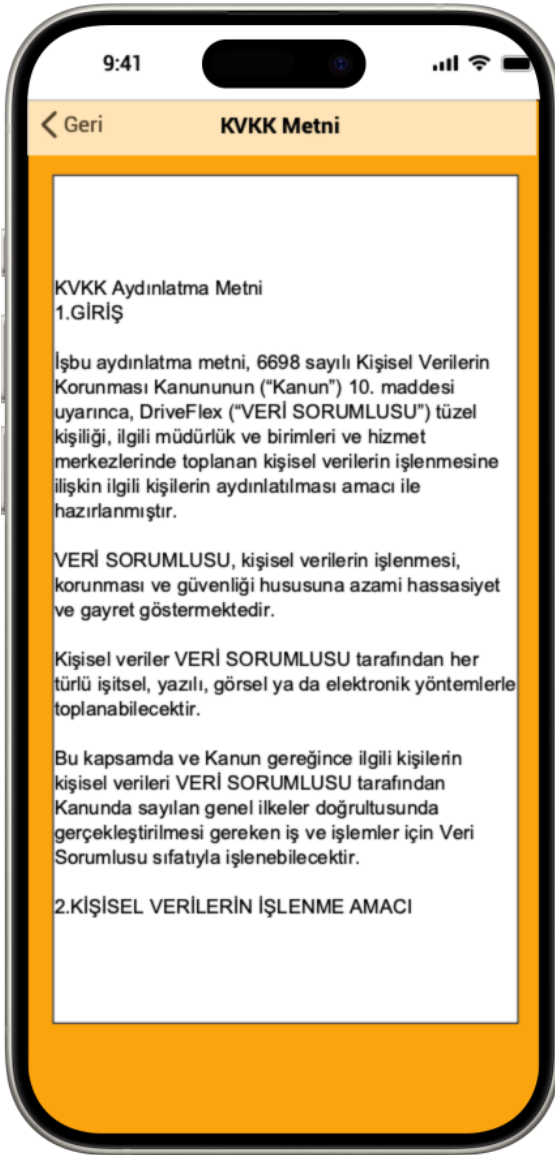 9:41
Geri
KVKK Metni
KVKK Aydınlatma Metni
1.GİRİŞ
İşbu aydınlatma metni, 6698 sayılı Kişisel Verilerin
Korunması Kanununun (“Kanun”) 10. maddesi
uyarınca, DriveFlex (“VERİ SORUMLUSU”) tüzel
kişiliği, ilgili müdürlük ve birimleri ve hizmet
merkezlerinde toplanan kişisel verilerin işlenmesine
ilişkin ilgili kişilerin aydınlatılması amacı ile
hazırlanmıştır.
VERİ SORUMLUSU, kişisel verilerin işlenmesi,
korunması ve güvenliği hususuna azami hassasiyet
ve gayret göstermektedir.
Kişisel veriler VERİ SORUMLUSU tarafından her
türlü işitsel, yazılı, görsel ya da elektronik yöntemlerle
toplanabilecektir.
Bu kapsamda ve Kanun gereğince ilgili kişilerin
kişisel verileri VERİ SORUMLUSU tarafından
Kanunda sayılan genel ilkeler doğrultusunda
gerçekleştirilmesi gereken iş ve işlemler için Veri
Sorumlusu sıfatıyla işlenebilecektir.
2.KİŞİSEL VERİLERİN İŞLENME AMACI